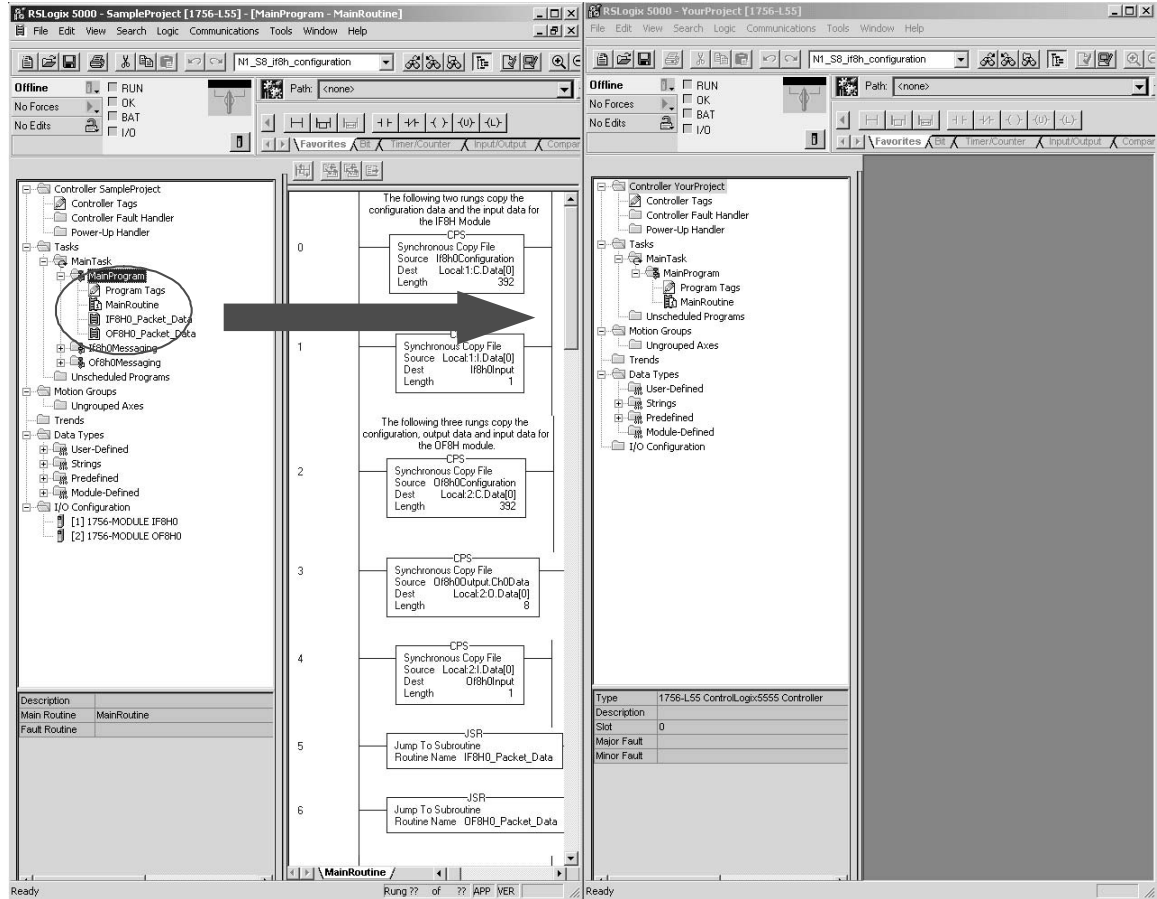 RSLogix 5000 - SampleProject [1756-L55] - [MainProgram - MainRoutine]
File Edit View Search Logic Communications Tools Window Help
N1_S8_if8h_configuration
Offline
RUN
Path: <none>
No Forces
OK
No Edits
BAT
I/O
Favorites Bit Timer/Counter Input/Output Compar
Controller SampleProject
Controller Tags
Controller Fault Handler
Power-Up Handler
Tasks
MainTask
MainProgram
Program Tags
MainRoutine
IF8H0_Packet_Data
OF8H0_Packet_Data
If8h0Messaging
Of8h0Messaging
Unscheduled Programs
Motion Groups
Ungrouped Axes
Trends
Data Types
User-Defined
Strings
Predefined
Module-Defined
I/O Configuration
[1] 1756-MODULE IF8H0
[2] 1756-MODULE OF8H0
Description
Main Routine MainRoutine
Fault Routine
The following two rungs copy the
configuration data and the input data for
the IF8H Module
0
CPS
Synchronous Copy File
Source If8h0Configuration
Dest Local:1:C.Data[0]
Length 392
1
Synchronous Copy File
Source Local:1:I.Data[0]
Dest If8h0Input
Length 1
The following three rungs copy the
configuration, output data and input data for
the OF8H module.
2
CPS
Synchronous Copy File
Source Of8h0Configuration
Dest Local:2:C.Data[0]
Length 392
3
CPS
Synchronous Copy File
Source Of8h0Output.Ch0Data
Dest Local:2:O.Data[0]
Length 8
4
CPS
Synchronous Copy File
Source Local:2:I.Data[0]
Dest Of8h0Input
Length 1
5
JSR
Jump To Subroutine
Routine Name IF8H0_Packet_Data
6
JSR
Jump To Subroutine
Routine Name OF8H0_Packet_Data
MainRoutine
Ready
Rung ?? of ?? APP VER
RSLogix 5000 - YourProject [1756-L55]
File Edit View Search Logic Communications Tools Window Help
N1_S8_if8h_configuration
Offline
RUN
Path: <none>
No Forces
OK
No Edits
BAT
I/O
Favorites Bit Timer/Counter Input/Output Compar
Controller YourProject
Controller Tags
Controller Fault Handler
Power-Up Handler
Tasks
MainTask
MainProgram
Program Tags
MainRoutine
Unscheduled Programs
Motion Groups
Ungrouped Axes
Trends
Data Types
User-Defined
Strings
Predefined
Module-Defined
I/O Configuration
Type 1756-L55 ControlLogix5555 Controller
Description
Slot 0
Major Fault
Minor Fault
Ready